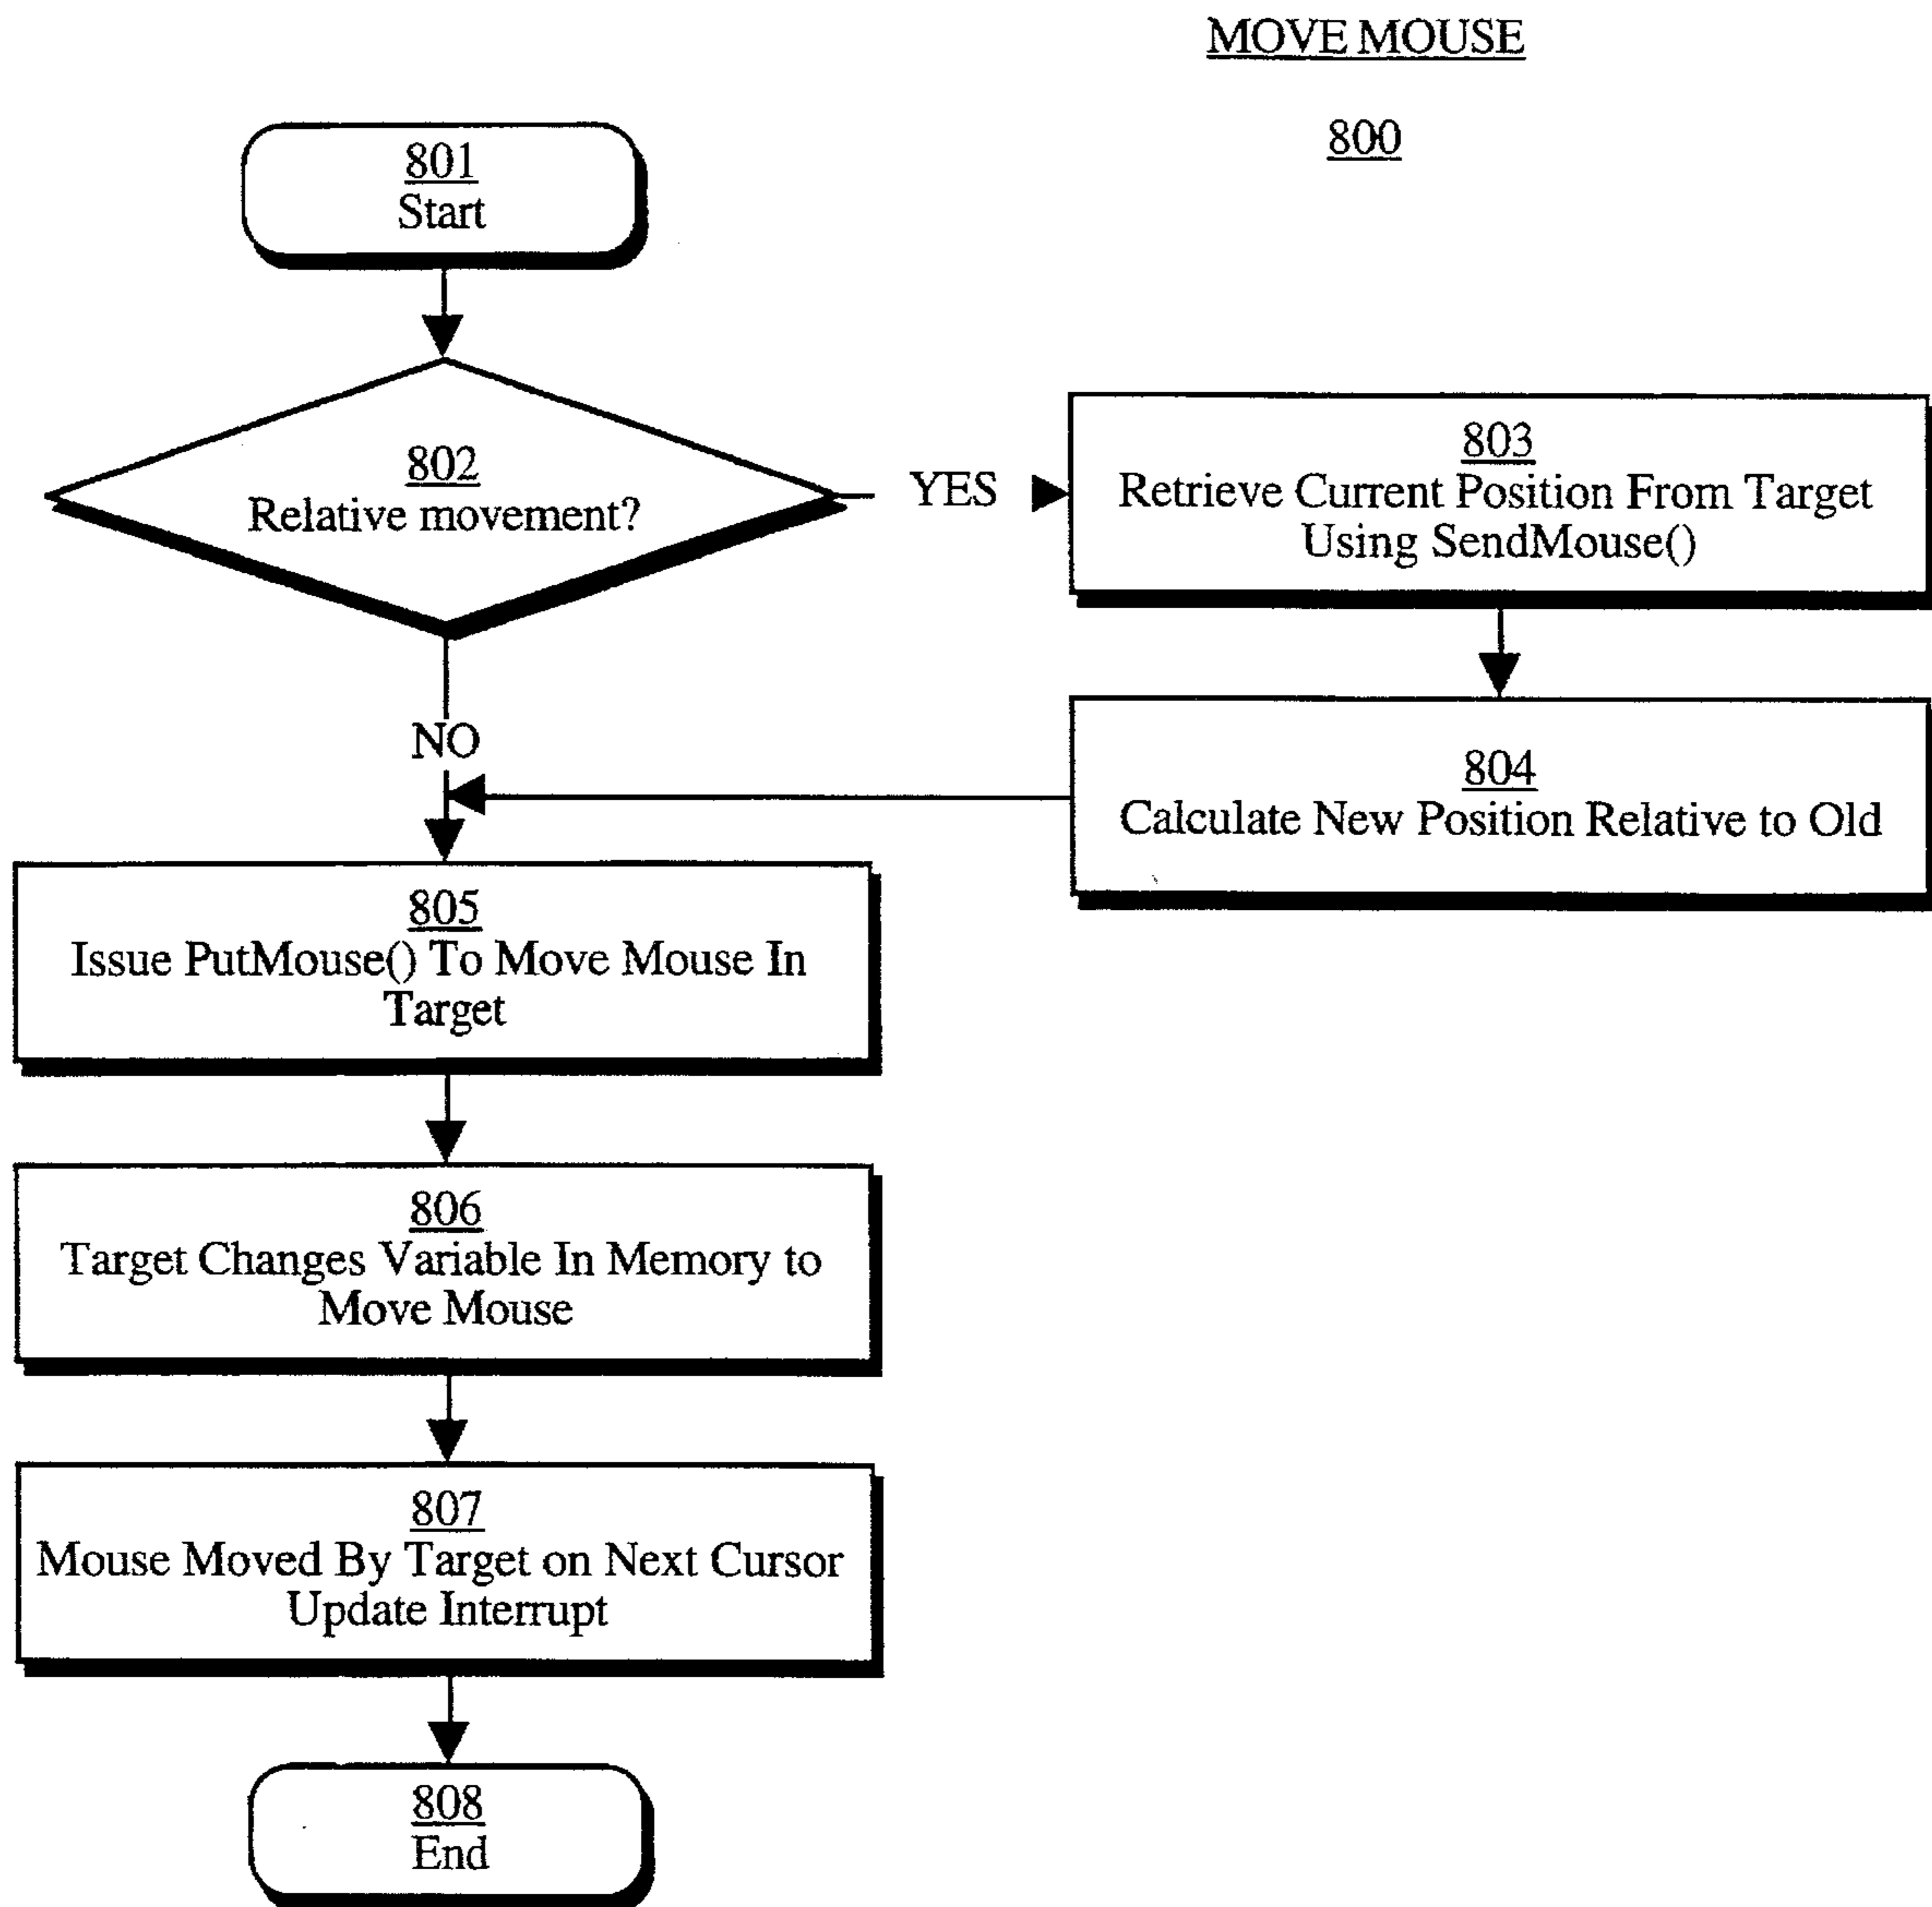 MOVE MOUSE
800
801
Start
802
Relative movement?
YES
803
Retrieve Current Position From Target
Using SendMouse()
NO
804
Calculate New Position Relative to Old
805
Issue PutMouse() To Move Mouse In
Target
806
Target Changes Variable In Memory to
Move Mouse
807
Mouse Moved By Target on Next Cursor
Update Interrupt
808
End